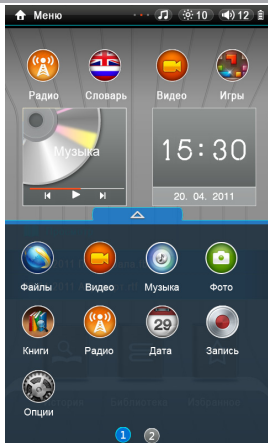 Меню 10 12
Радио Словарь Видео Игры
Музыка
15:30
20. 04. 2011
Файлы Видео Музыка Фото
29
Книги Радио Дата Запись
Опции
1 2